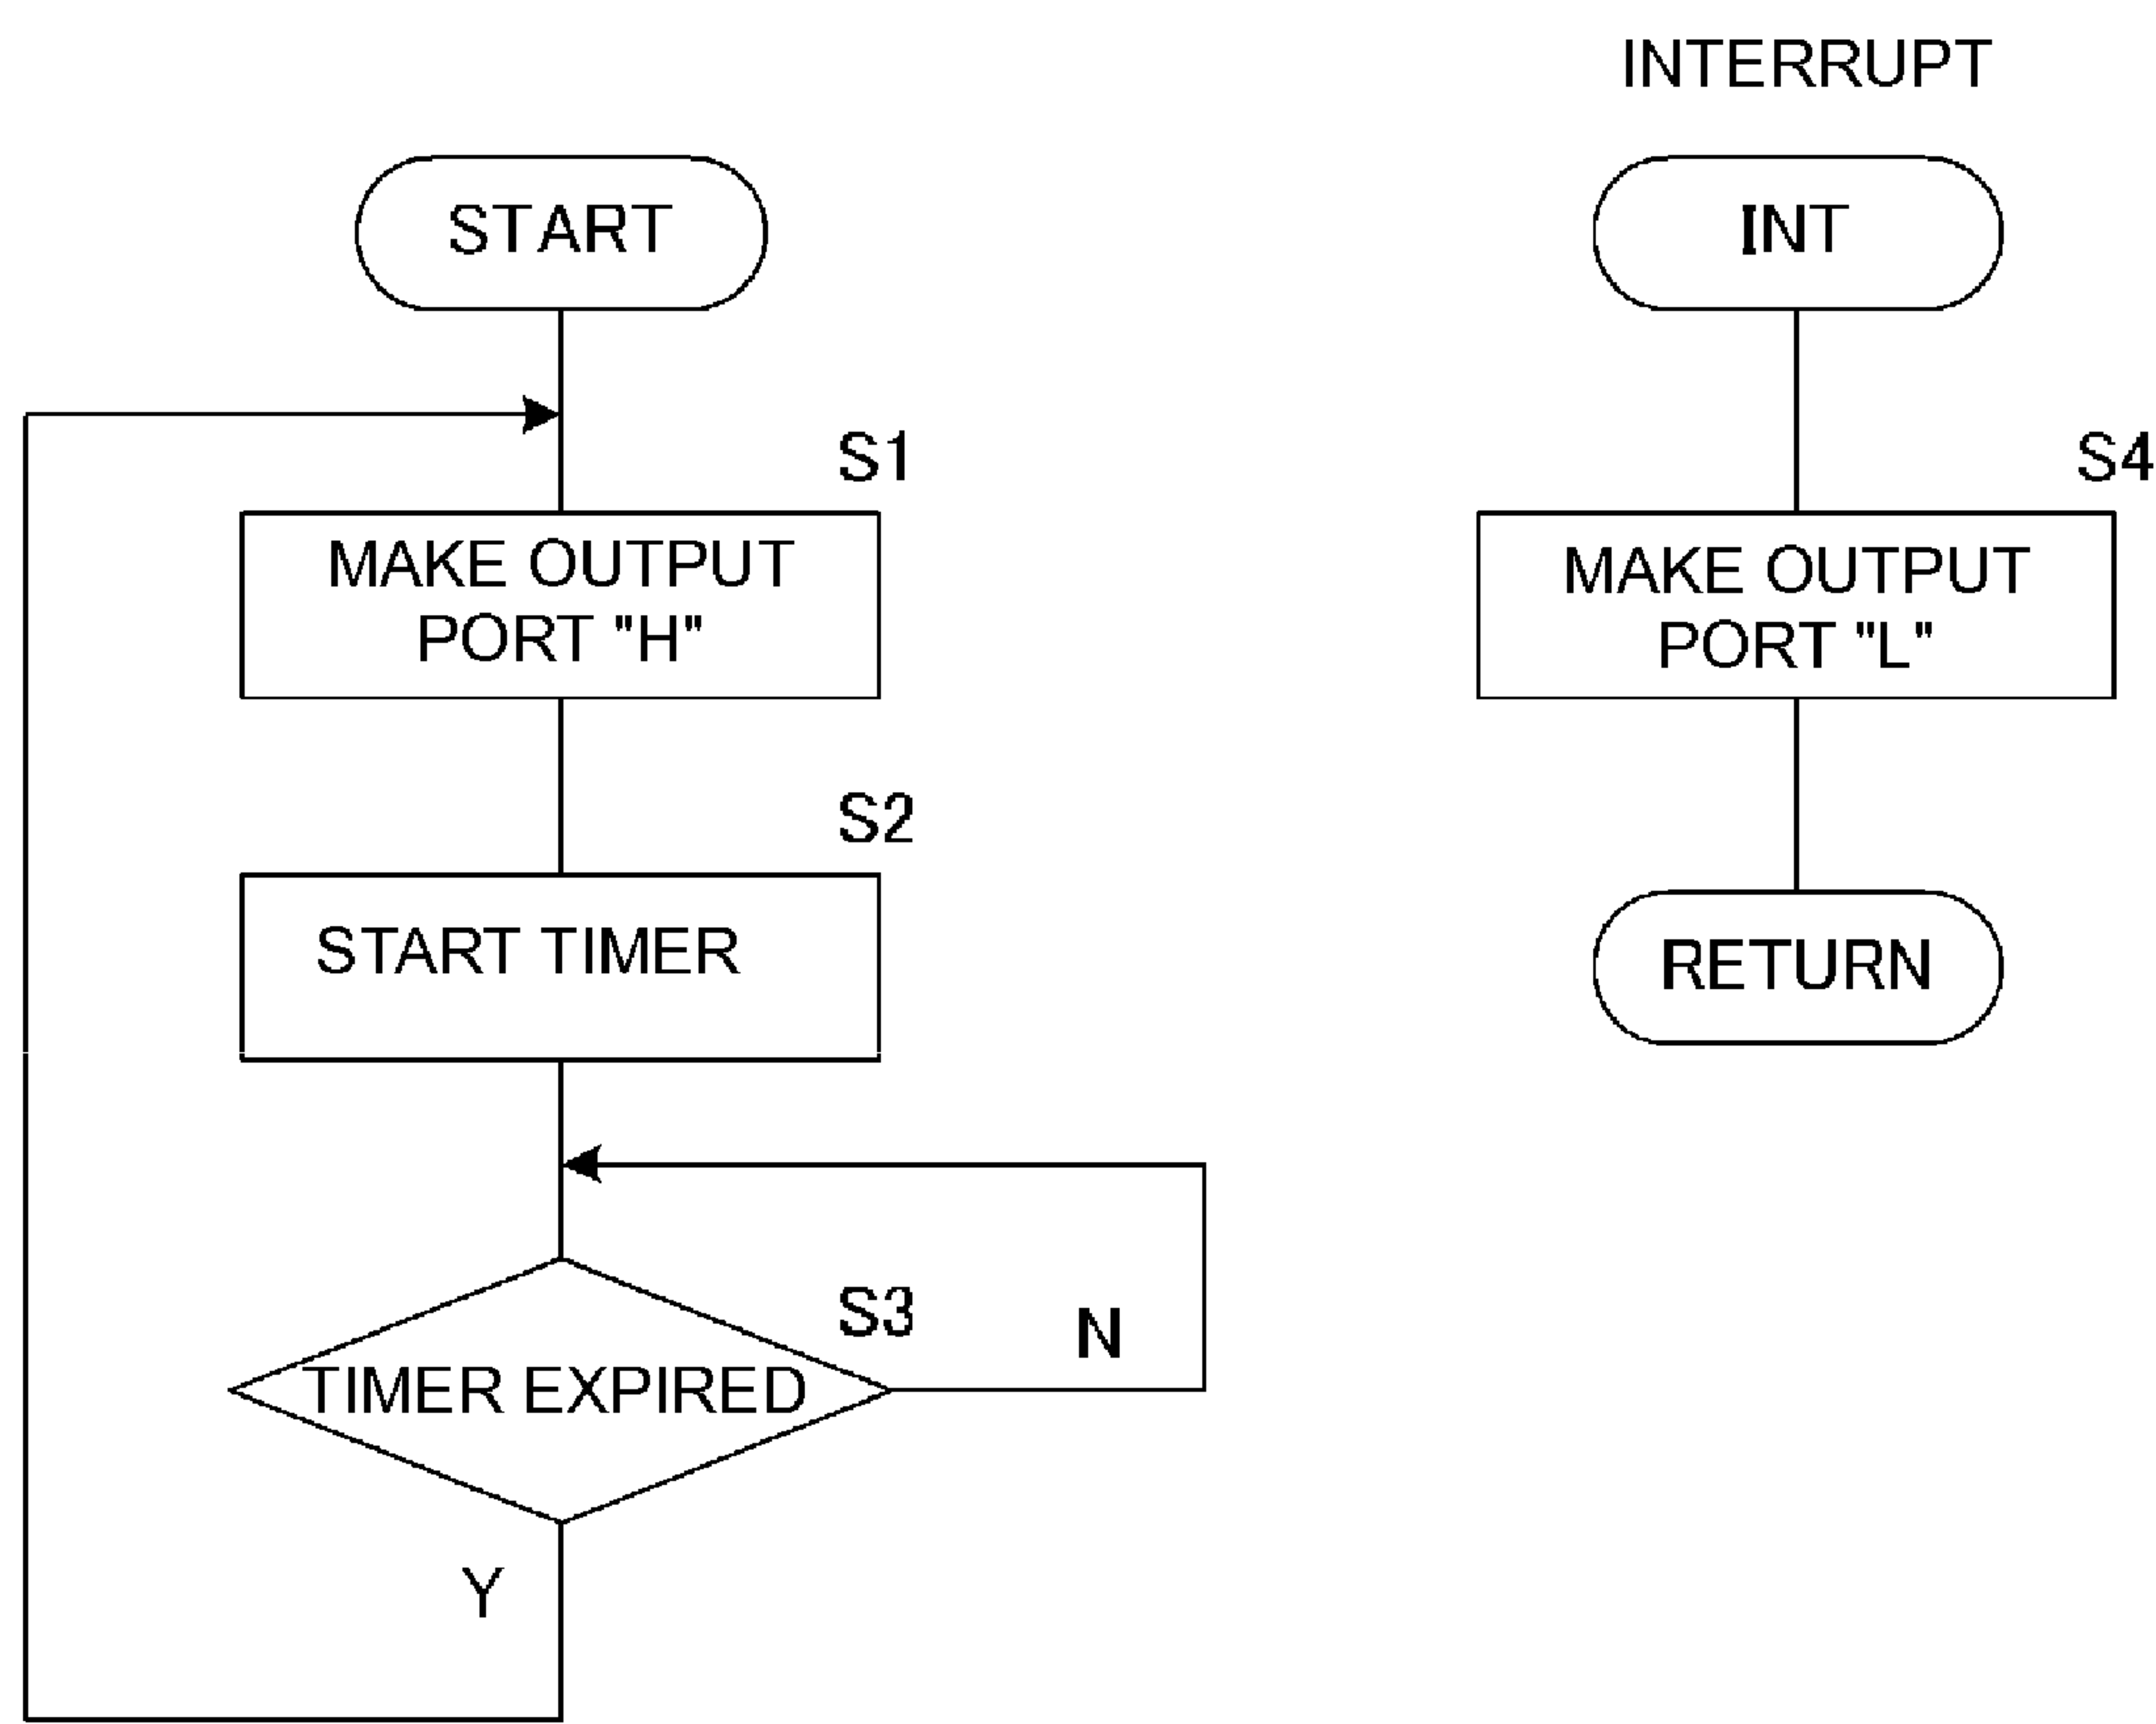 START
S1
MAKE OUTPUT
PORT "H"
S2
START TIMER
S3
N
TIMER EXPIRED
Y
INTERRUPT
INT
S4
MAKE OUTPUT
PORT "L"
RETURN